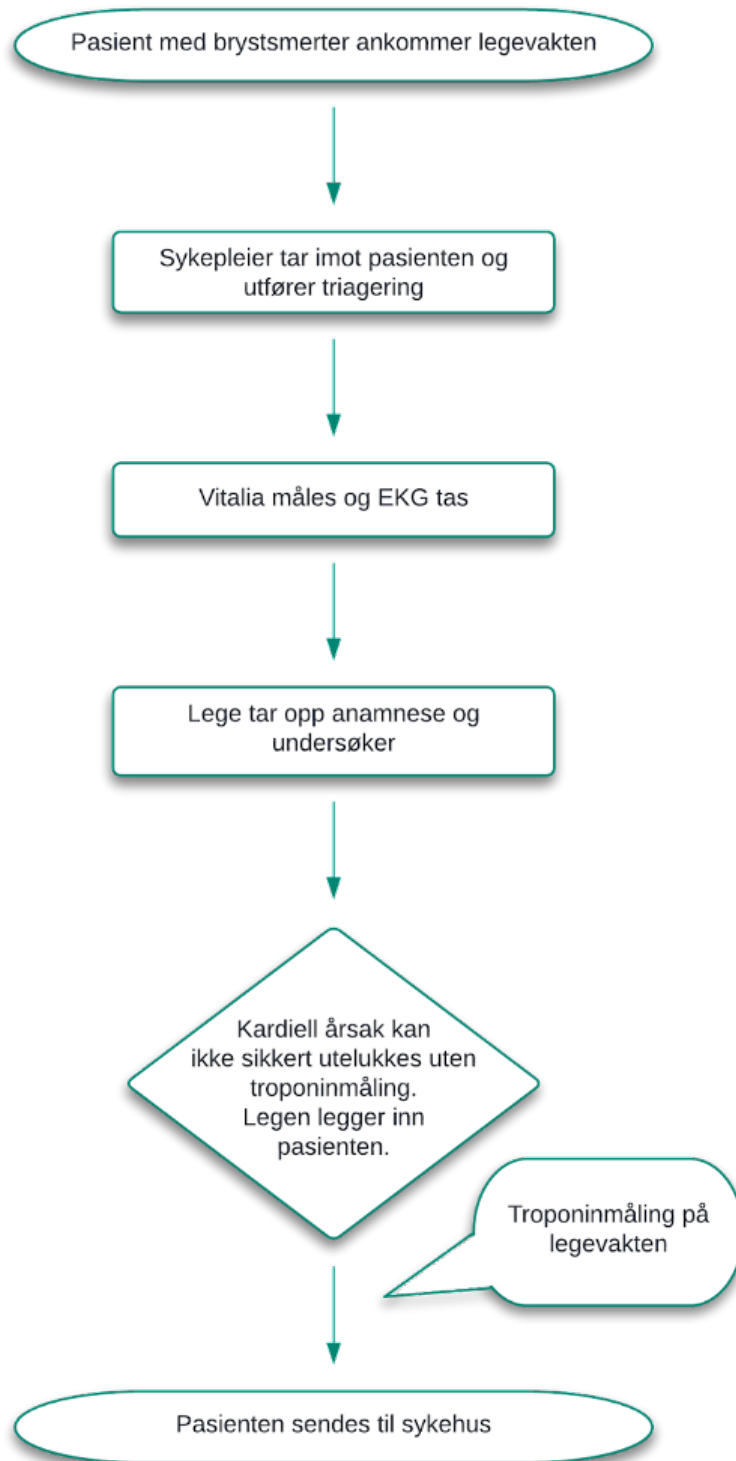 Pasient med brystsmerter ankommer legevakten
Sykepleier tar imot pasienten og
utfører triagering
Vitalia måles og EKG tas
Lege tar opp anamnese og
undersøker
Kardiell årsak kan
ikke sikkert utelukkes uten
troponinmåling.
Legen legger inn
pasienten.
Troponinmåling på
legevakten
Pasienten sendes til sykehus